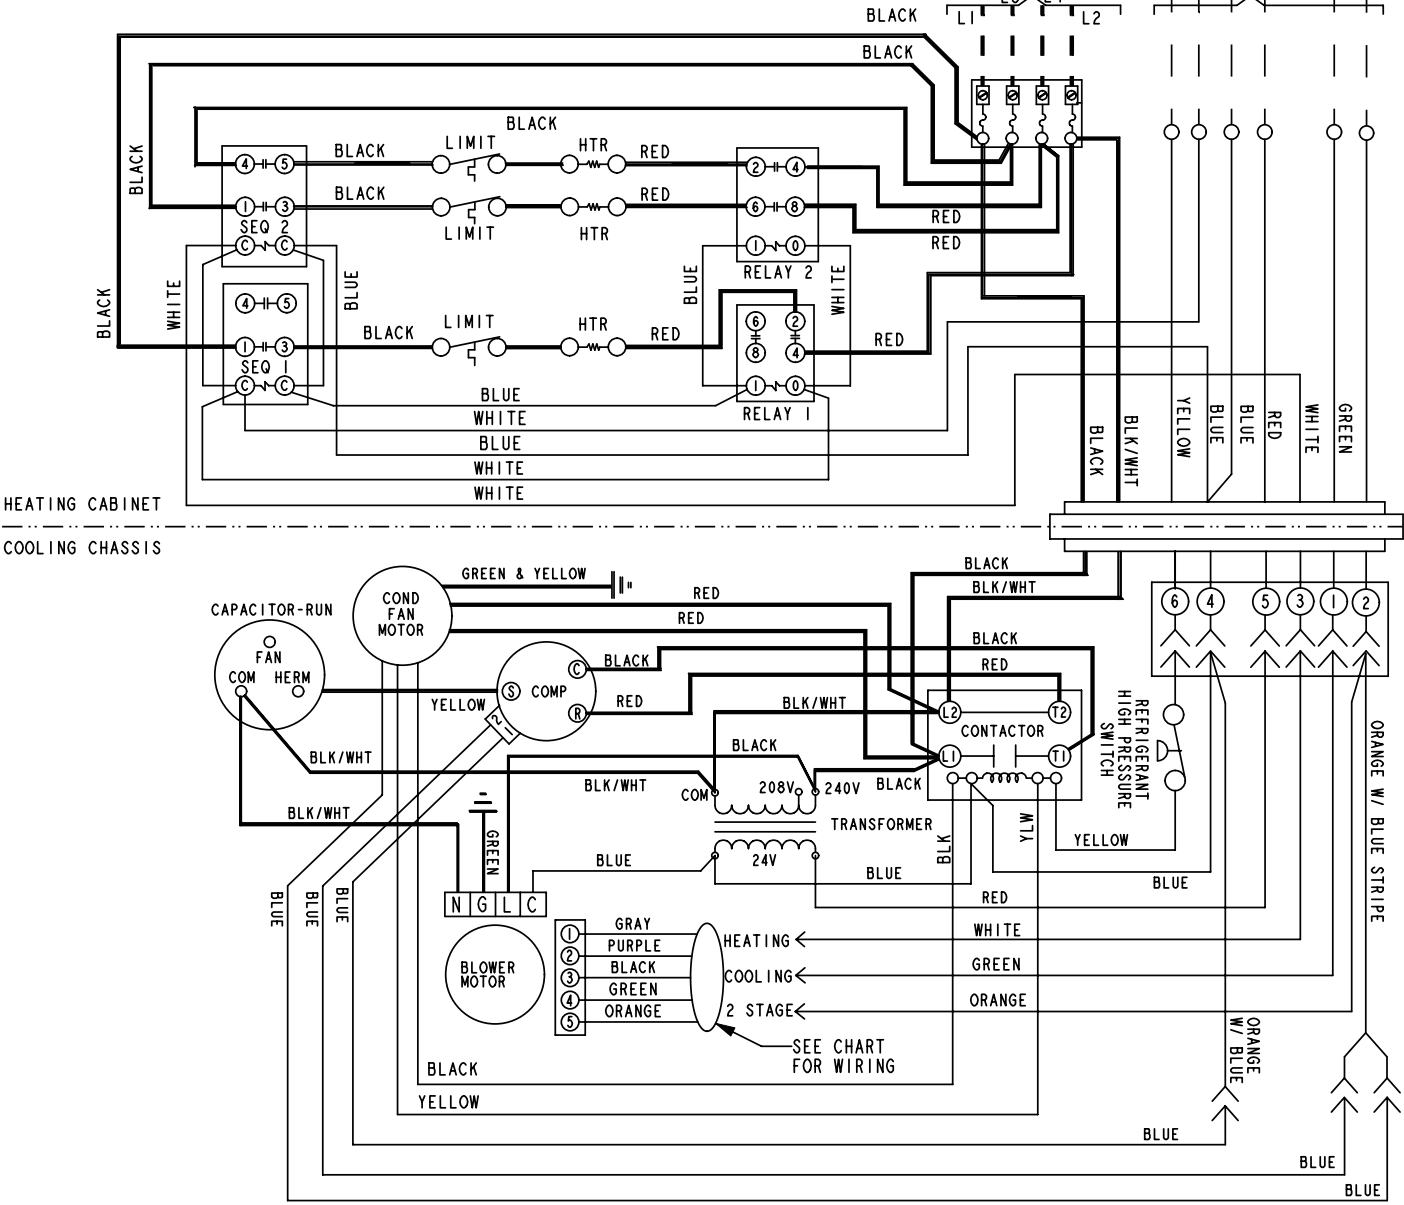 BLACK
L1
L2
BLACK
BLACK
BLACK
LIMIT
HTR
BLACK
RED
4 5
2 4
BLACK
RED
1 3
6 8
SEQ 2
LIMIT
HTR
RED
RED
C C
1 0
RELAY 2
WHITE
BLUE
BLUE
WHITE
BLACK
4 5
6 2
LIMIT
HTR
BLACK
RED
RED
1 3
8 4
SEQ 1
C C
1 0
RELAY 1
BLUE
WHITE
BLUE
WHITE
WHITE
BLACK
BLK/WHT
YELLOW
BLUE
BLUE
RED
WHITE
GREEN
HEATING CABINET
COOLING CHASSIS
GREEN & YELLOW
BLACK
BLK/WHT
COND
FAN
MOTOR
RED
RED
CAPACITOR-RUN
FAN
COM HERM
6 4 5 3 1 2
BLACK
RED
C
BLACK
S COMP
R
RED
YELLOW
2 1
BLK/WHT
L2 T2
CONTACTOR
L1 T1
REFRIGERANT
HIGH PRESSURE
SWITCH
ORANGE W/ BLUE STRIPE
BLK/WHT
BLACK
BLK/WHT
COM
208V
240V
BLACK
BLK/WHT
TRANSFORMER
24V
GREEN
BLK
WLY
YELLOW
BLUE
BLUE
BLUE
RED
BLUE
BLUE
BLUE
N G L C
1 GRAY
2 PURPLE
3 BLACK
4 GREEN
5 ORANGE
BLOWER
MOTOR
HEATING
COOLING
2 STAGE
WHITE
GREEN
ORANGE
SEE CHART
FOR WIRING
ORANGE
W/ BLUE
BLACK
YELLOW
BLUE
BLUE
BLUE